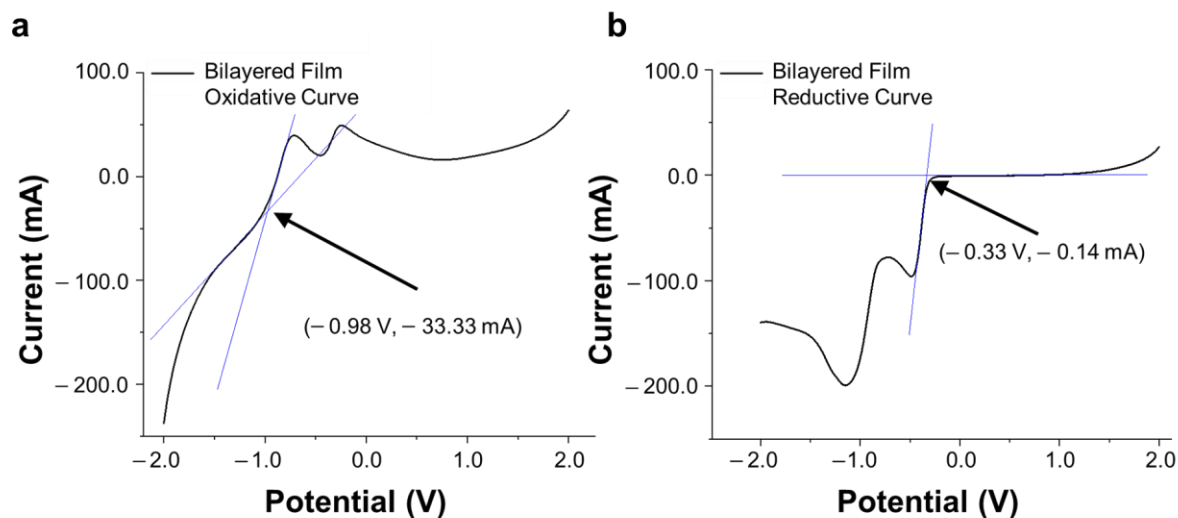 a
100.0
Bilayered Film
Oxidative Curve
0.0
−100.0
−200.0
Current (mA)
(−0.98 V, −33.33 mA)
−2.0
−1.0
0.0
1.0
2.0
Potential (V)
b
100.0
Bilayered Film
Reductive Curve
0.0
−100.0
−200.0
Current (mA)
(−0.33 V, −0.14 mA)
−2.0
−1.0
0.0
1.0
2.0
Potential (V)